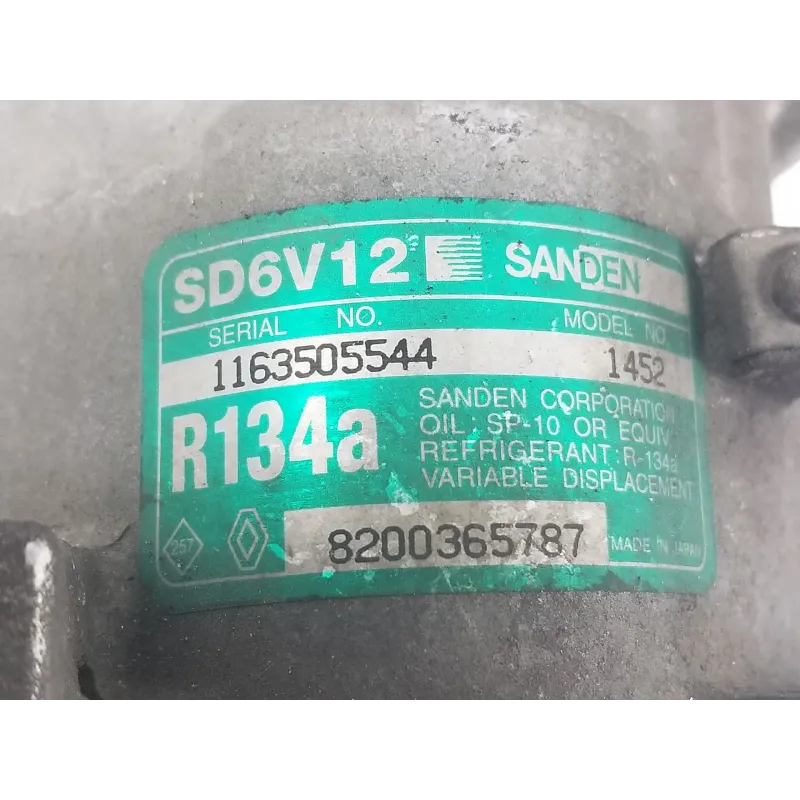 SD6V12 SANDEN
SERIAL NO. MODEL NO.
1163505544 1452
R134a
SANDEN CORPORATION
OIL: SP-10 OR EQUIV.
REFRIGERANT: R-134a
VARIABLE DISPLACEMENT
257
8200365787 MADE IN JAPAN